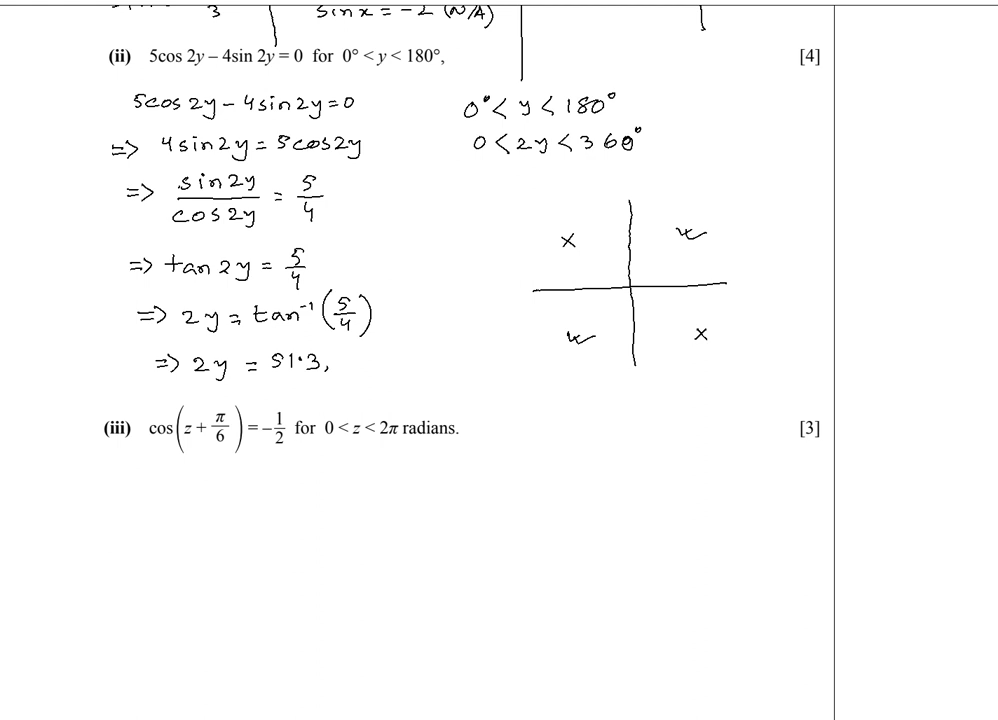 3 sin x = -2 (N/A)
(ii) 5cos 2y – 4sin 2y = 0 for 0° < y < 180°, [4]
5cos 2y - 4sin 2y = 0 0° < y < 180°
=> 4sin 2y = 5cos2y 0 < 2y < 360°
=> sin 2y / cos 2y = 5/4
=> tan 2y = 5/4
=> 2y = tan⁻¹ (5/4)
=> 2y = 51.3,
(iii) cos(z + π/6) = –1/2 for 0 < z < 2π radians. [3]